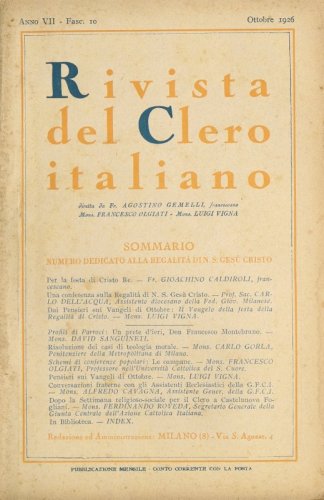 ANNO VII - Fasc. 10 Ottobre 1926
Rivista
del Clero
italiano
diretta da Fr. AGOSTINO GEMELLI, francescano
Mons. FRANCESCO OLGIATI - Mons. LUIGI VIGNA
SOMMARIO
NUMERO DEDICATO ALLA REGALITÀ DI N. S. GESÙ CRISTO
Per la festa di Cristo Re. — Fr. GIOACHINO CALDIROLI, fran-
cescano.
Una conferenza sulla Regalità di N. S. Gesù Cristo. — Prof. Sac. CAR-
LO DELL'ACQUA, Assistente diocesano della Fed. Giov. Milanese.
Dai Pensieri sui Vangeli di Ottobre: Il Vangelo della festa della
Regalità di Cristo. — Mons. LUIGI VIGNA.
Profili di Parroci: Un prete d'ieri, Don Francesco Montebruno. —
Mons. DAVID SANGUINETI.
Risoluzione dei casi di teologia morale. — Mons. CARLO GORLA,
Penitenziere della Metropolitana di Milano.
Schemi di conferenze popolari: Le campane. — Mons. FRANCESCO
OLGIATI, Professore nell'Università Cattolica del S. Cuore.
Pensieri sui Vangeli di Ottobre. — Mons. LUIGI VIGNA.
Conversazioni fraterne con gli Assistenti Ecclesiastici della G.F.C.I.
— Mons. ALFREDO CAVAGNA, Assistente Gener. della G.F.C.I.
Dopo la Settimana religioso-sociale per il Clero a Castelnuovo Fo-
gliani. — Mons. FERDINANDO ROVEDA, Segretario Generale della
Giunta Centrale dell'Azione Cattolica Italiana.
In Biblioteca. — INDEX.
Redazione ed Amministrazione: MILANO (8) - Via S. Agnese, 4
PUBBLICAZIONE MENSILE - CONTO CORRENTE CON LA POSTA